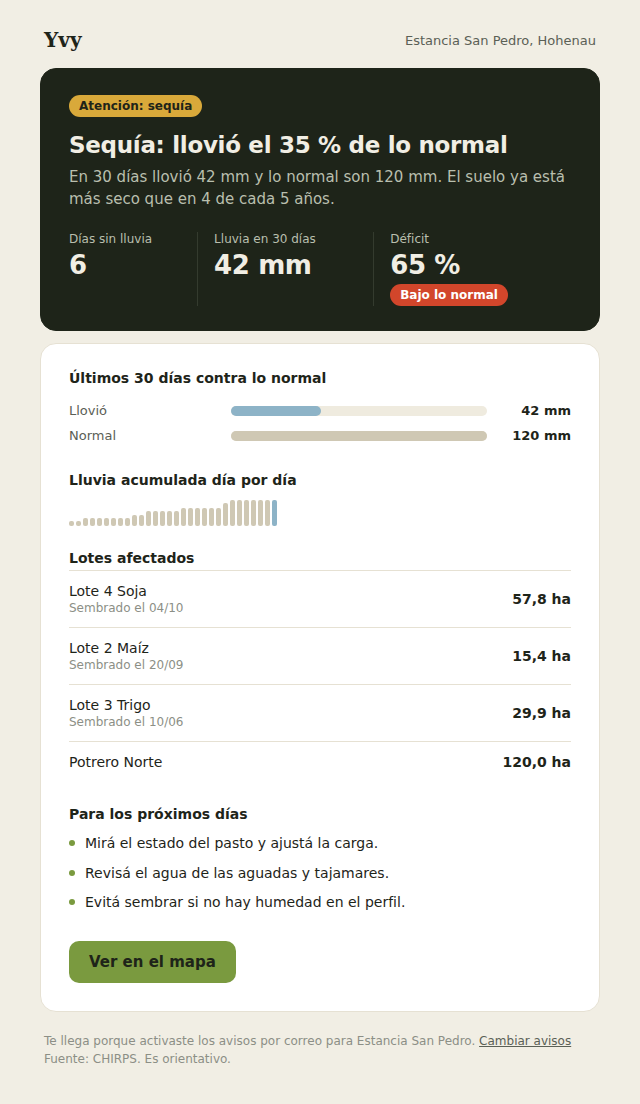 Yvy
Estancia San Pedro, Hohenau
Atención: sequía
Sequía: llovió el 35 % de lo normal
En 30 días llovió 42 mm y lo normal son 120 mm. El suelo ya está
más seco que en 4 de cada 5 años.
Días sin lluvia
6
Lluvia en 30 días
42 mm
Déficit
65 %
Bajo lo normal
Últimos 30 días contra lo normal
Llovió 42 mm
Normal 120 mm
Lluvia acumulada día por día
Lotes afectados
Lote 4 Soja
Sembrado el 04/10
57,8 ha
Lote 2 Maíz
Sembrado el 20/09
15,4 ha
Lote 3 Trigo
Sembrado el 10/06
29,9 ha
Potrero Norte 120,0 ha
Para los próximos días
Mirá el estado del pasto y ajustá la carga.
Revisá el agua de las aguadas y tajamares.
Evitá sembrar si no hay humedad en el perfil.
Ver en el mapa
Te llega porque activaste los avisos por correo para Estancia San Pedro. Cambiar avisos
Fuente: CHIRPS. Es orientativo.